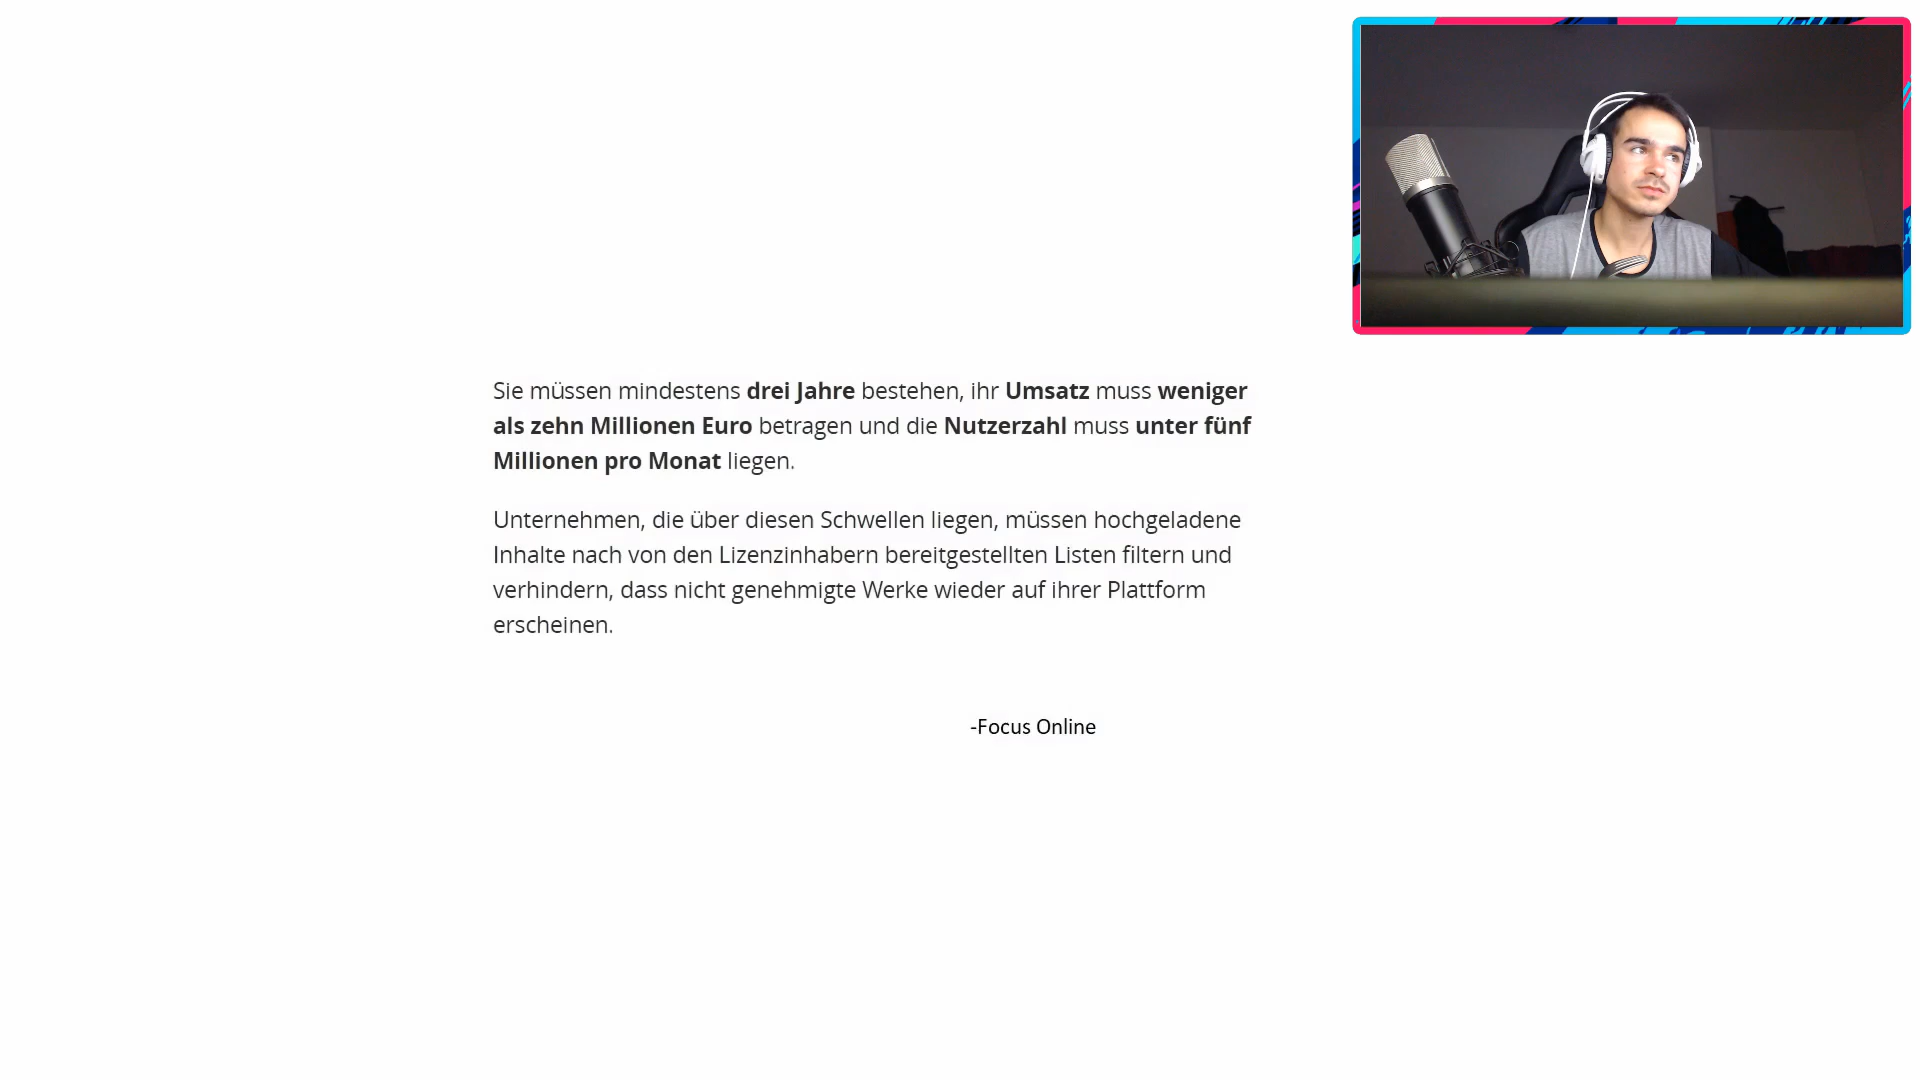 Sie müssen mindestens drei Jahre bestehen, ihr Umsatz muss weniger
als zehn Millionen Euro betragen und die Nutzerzahl muss unter fünf
Millionen pro Monat liegen.
Unternehmen, die über diesen Schwellen liegen, müssen hochgeladene
Inhalte nach von den Lizenzinhabern bereitgestellten Listen filtern und
verhindern, dass nicht genehmigte Werke wieder auf ihrer Plattform
erscheinen.
-Focus Online